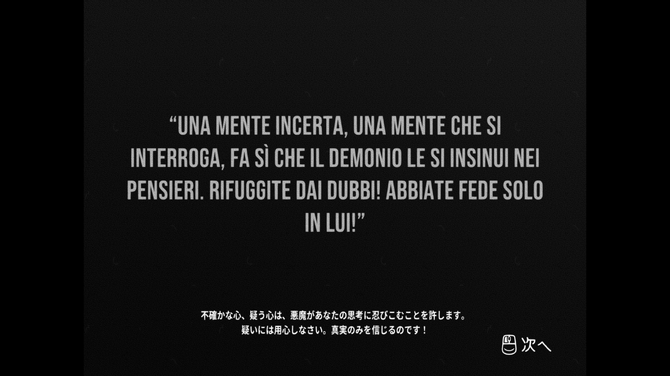 “UNA MENTE INCERTA, UNA MENTE CHE SI
INTERROGA, FA SÌ CHE IL DEMONIO LE SI INSINUI NEI
PENSIERI. RIFUGGITE DAI DUBBI! ABBIATE FEDE SOLO
IN LUI!”
不確かな心、疑う心は、悪魔があなたの思考に忍びこむことを許します。
疑いには用心しなさい。真実のみを信じるのです！
次へ